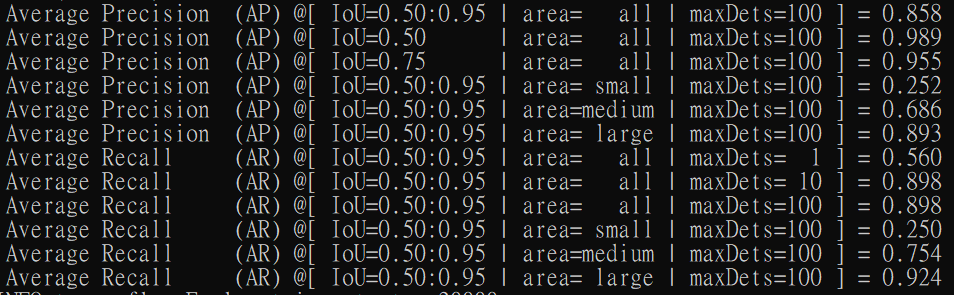 Average Precision  (AP) @[ IoU=0.50:0.95 | area=   all | maxDets=100 ] = 0.858
Average Precision  (AP) @[ IoU=0.50      | area=   all | maxDets=100 ] = 0.989
Average Precision  (AP) @[ IoU=0.75      | area=   all | maxDets=100 ] = 0.955
Average Precision  (AP) @[ IoU=0.50:0.95 | area= small | maxDets=100 ] = 0.252
Average Precision  (AP) @[ IoU=0.50:0.95 | area=medium | maxDets=100 ] = 0.686
Average Precision  (AP) @[ IoU=0.50:0.95 | area= large | maxDets=100 ] = 0.893
Average Recall     (AR) @[ IoU=0.50:0.95 | area=   all | maxDets=  1 ] = 0.560
Average Recall     (AR) @[ IoU=0.50:0.95 | area=   all | maxDets= 10 ] = 0.898
Average Recall     (AR) @[ IoU=0.50:0.95 | area=   all | maxDets=100 ] = 0.898
Average Recall     (AR) @[ IoU=0.50:0.95 | area= small | maxDets=100 ] = 0.250
Average Recall     (AR) @[ IoU=0.50:0.95 | area=medium | maxDets=100 ] = 0.754
Average Recall     (AR) @[ IoU=0.50:0.95 | area= large | maxDets=100 ] = 0.924